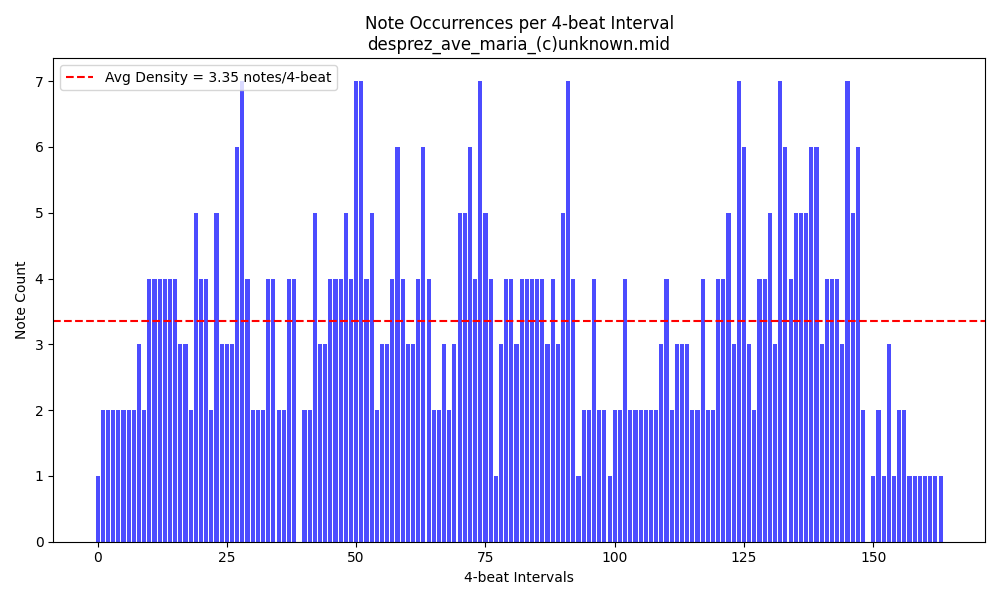 Note Occurrences per 4-beat Interval
desprez_ave_maria_(c)unknown.mid
Avg Density = 3.35 notes/4-beat
Note Count
7
6
5
4
3
2
1
0
0 25 50 75 100 125 150
4-beat Intervals